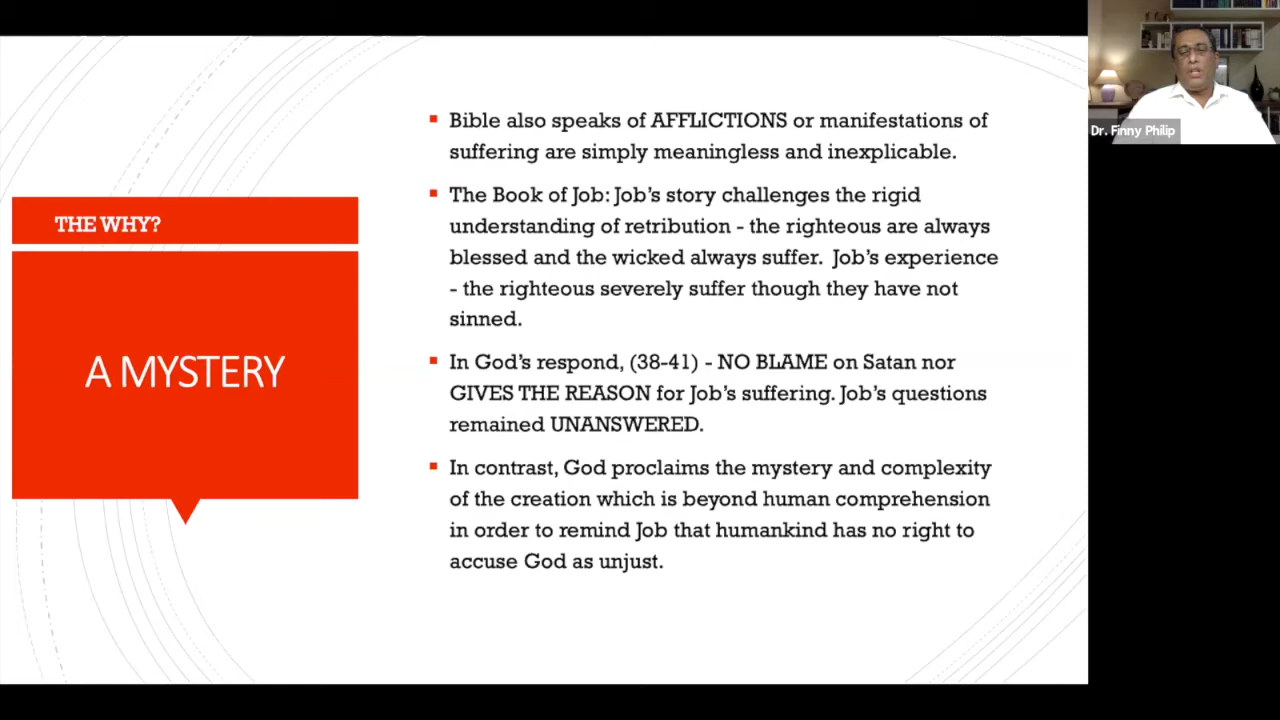 THE WHY?
A MYSTERY
▪ Bible also speaks of AFFLICTIONS or manifestations of
suffering are simply meaningless and inexplicable.
▪ The Book of Job: Job's story challenges the rigid
understanding of retribution - the righteous are always
blessed and the wicked always suffer.  Job's experience
- the righteous severely suffer though they have not
sinned.
▪ In God's respond, (38-41) - NO BLAME on Satan nor
GIVES THE REASON for Job's suffering. Job's questions
remained UNANSWERED.
▪ In contrast, God proclaims the mystery and complexity
of the creation which is beyond human comprehension
in order to remind Job that humankind has no right to
accuse God as unjust.
Dr. Finny Philip